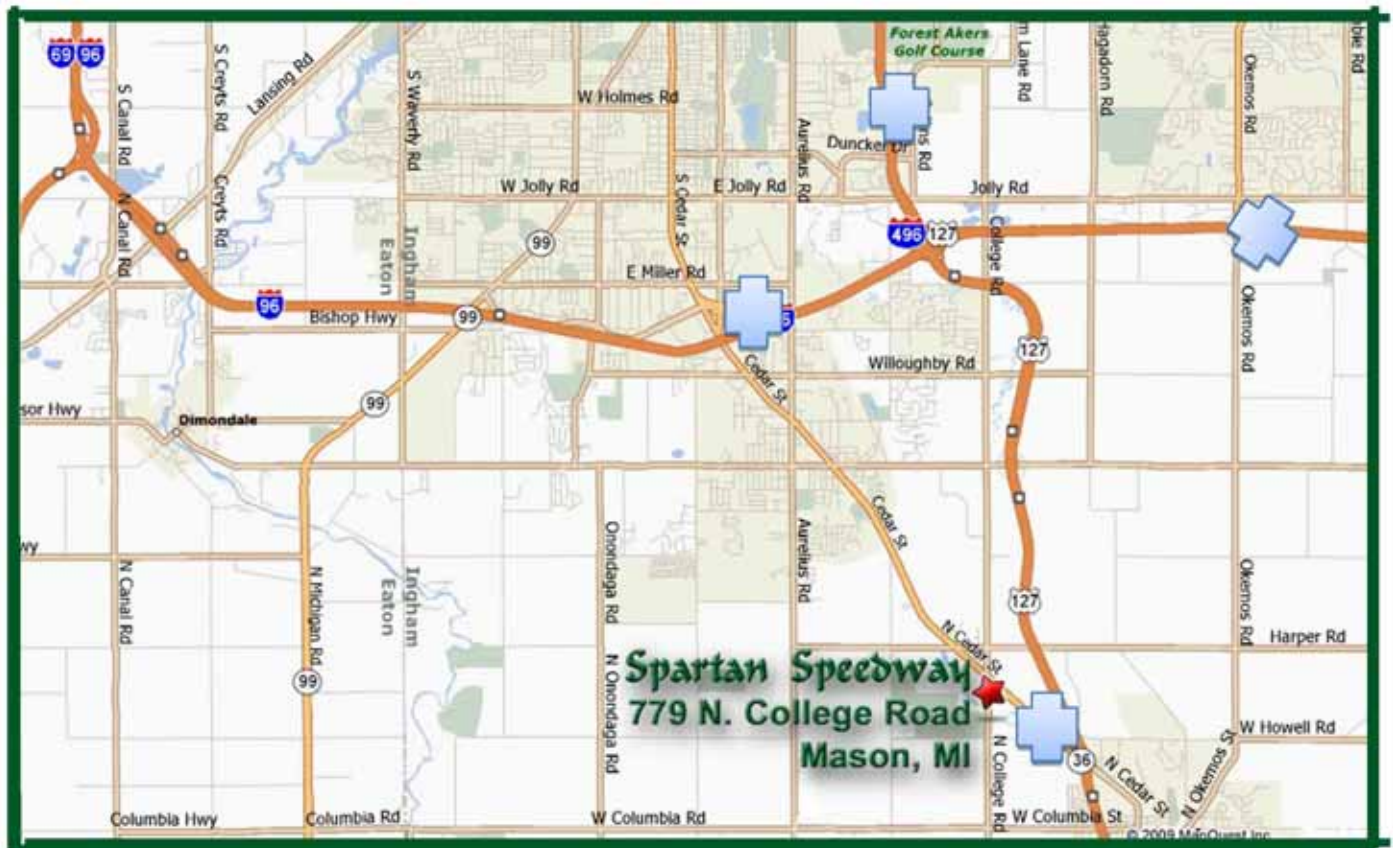 69 96
S Canal Rd
S Creyts Rd
Lansing Rd
S Waverly Rd
W Holmes Rd
Forest Akers
Golf Course
Aurelius Rd
Duncker Dr
Okemos Rd
N Canal Rd
Creyts Rd
W Jolly Rd
S Cedar St
E Jolly Rd
Jolly Rd
99
Ingham
Eaton
E Miller Rd
496
127
College Rd
96
Bishop Hwy
99
Okemos Rd
127
Willoughby Rd
Cedar St
99
Dimondale
Cedar St
Onondaga Rd
Aurelius Rd
N Canal Rd
N Michigan Rd
Ingham
Eaton
127
Okemos Rd
Harper Rd
N Cedar St
99
N Onondaga Rd
Spartan Speedway
779 N. College Road
Mason, MI
W Howell Rd
N College Rd
36
N Cedar St
N Okemos St
Columbia Hwy
Columbia Rd
W Columbia Rd
W Columbia St
© 2009 MapQuest Inc